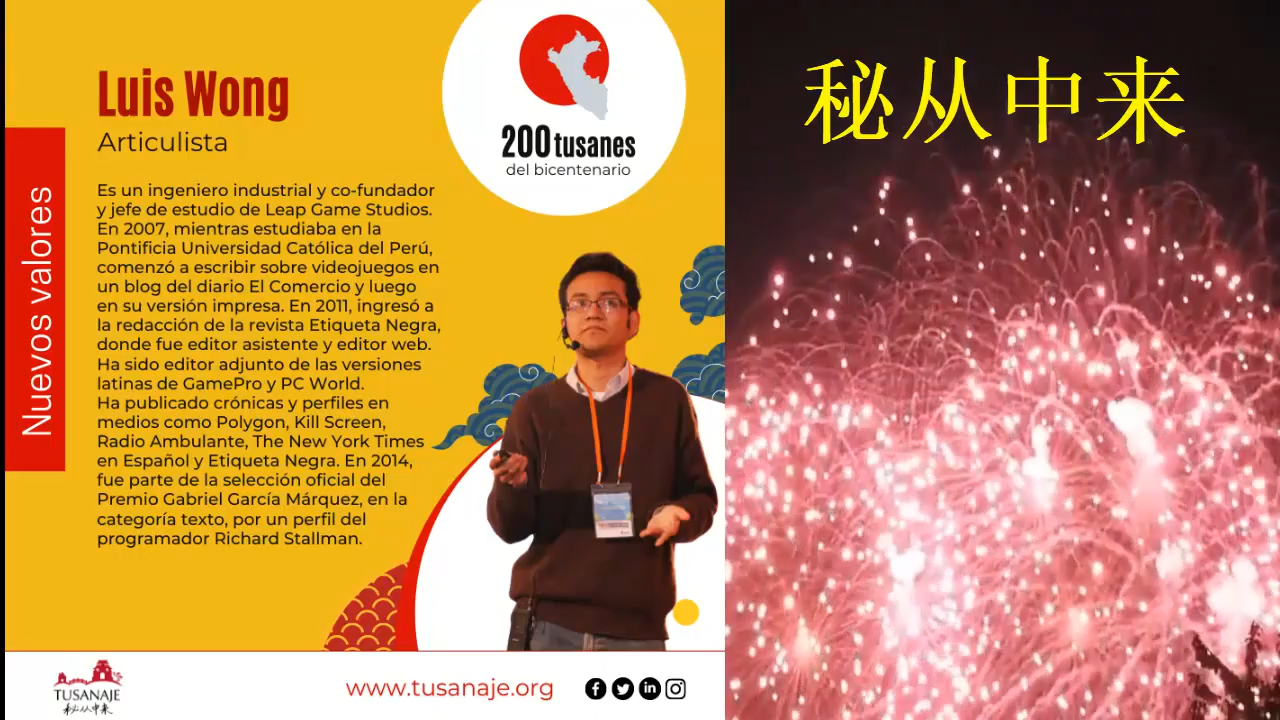 Luis Wong
Articulista
Nuevos valores
Es un ingeniero industrial y co-fundador
y jefe de estudio de Leap Game Studios.
En 2007, mientras estudiaba en la
Pontificia Universidad Católica del Perú,
comenzó a escribir sobre videojuegos en
un blog del diario El Comercio y luego
en su versión impresa. En 2011, ingresó a
la redacción de la revista Etiqueta Negra,
donde fue editor asistente y editor web.
Ha sido editor adjunto de las versiones
latinas de GamePro y PC World.
Ha publicado crónicas y perfiles en
medios como Polygon, Kill Screen,
Radio Ambulante, The New York Times
en Español y Etiqueta Negra. En 2014,
fue parte de la selección oficial del
Premio Gabriel García Márquez, en la
categoría texto, por un perfil del
programador Richard Stallman.
200 tusanes
del bicentenario
秘从中来
TUSANAJE
秘从中来
www.tusanaje.org